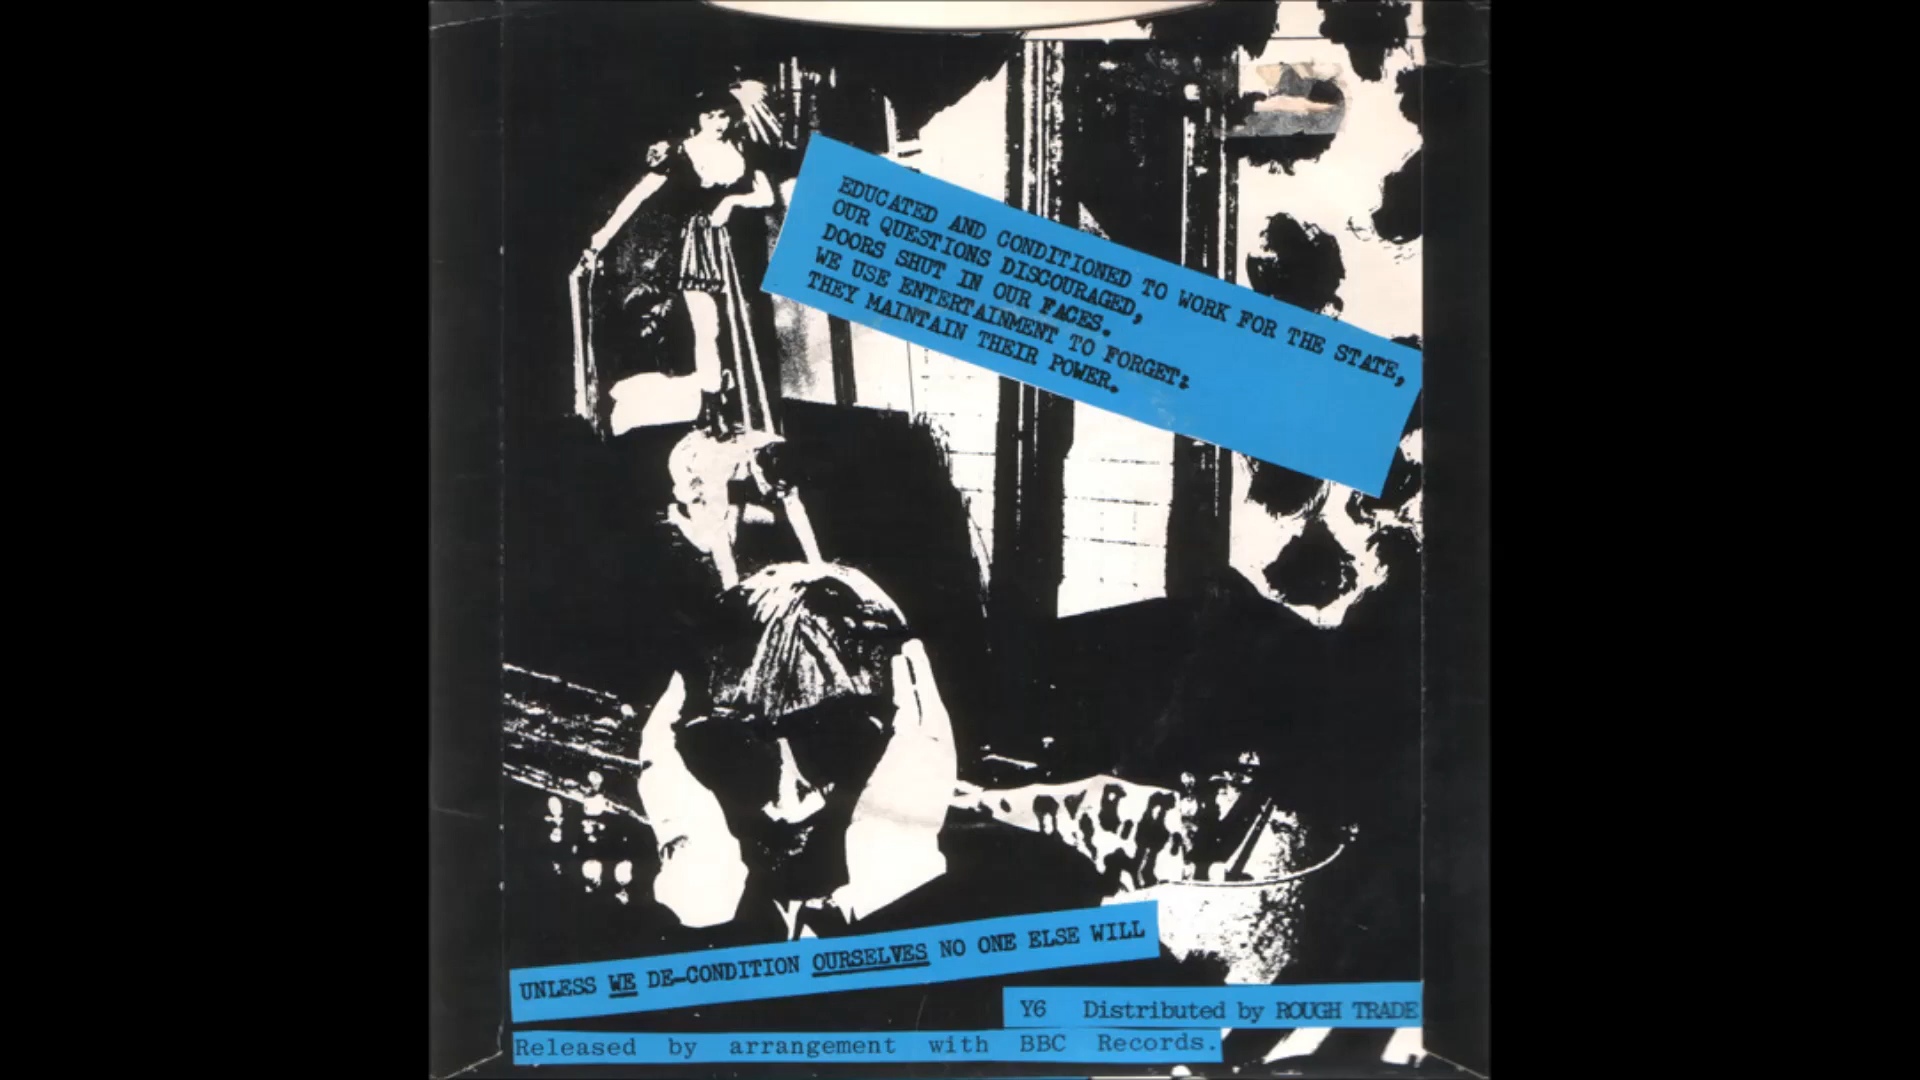 EDUCATED AND CONDITIONED TO WORK FOR THE STATE,
OUR QUESTIONS DISCOURAGED,
DOORS SHUT IN OUR FACES.
WE USE ENTERTAINMENT TO FORGET:
THEY MAINTAIN THEIR POWER.
UNLESS WE DE-CONDITION OURSELVES NO ONE ELSE WILL
Y6 Distributed by ROUGH TRADE
Released by arrangement with BBC Records.